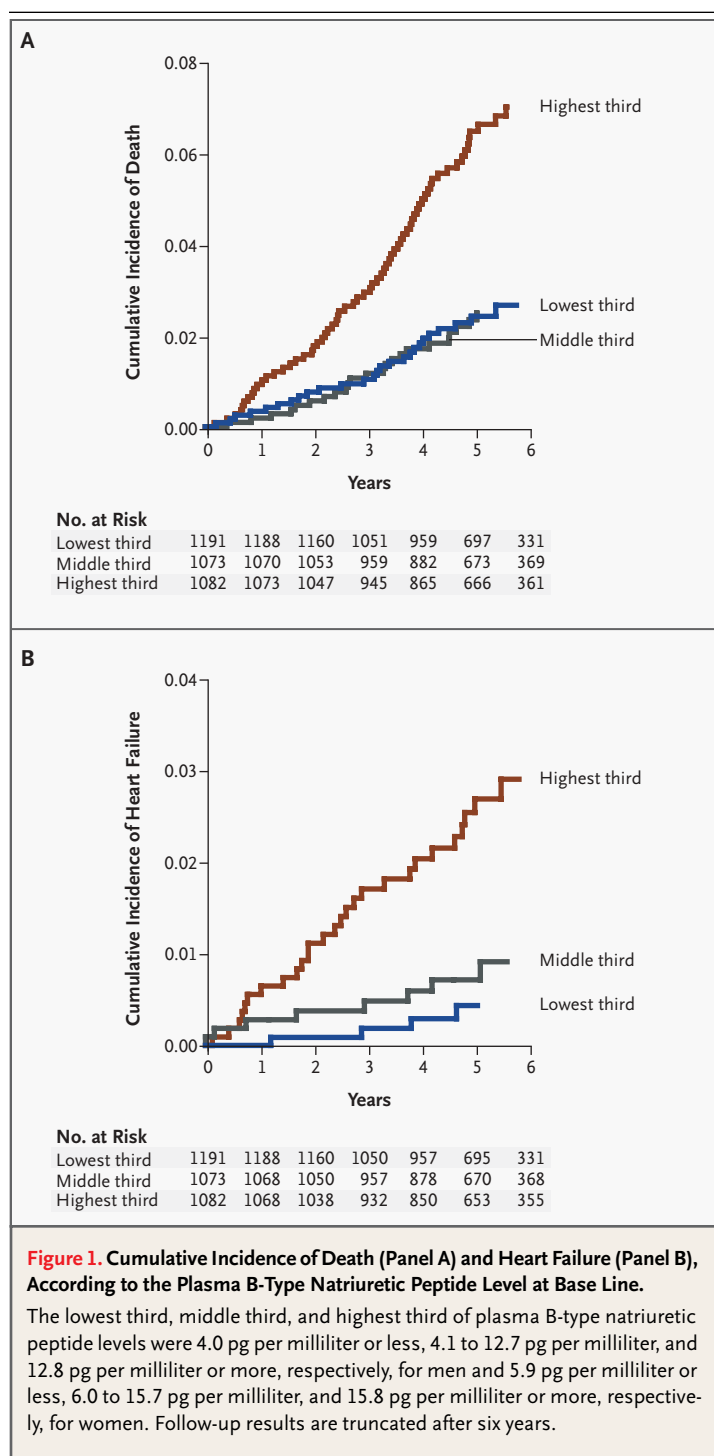 A
0.08
Highest third
0.06
Cumulative Incidence of Death
0.04
Lowest third
0.02
Middle third
0.00
0 1 2 3 4 5 6
Years
No. at Risk
Lowest third 1191 1188 1160 1051 959 697 331
Middle third 1073 1070 1053 959 882 673 369
Highest third 1082 1073 1047 945 865 666 361
B
0.04
0.03
Highest third
Cumulative Incidence of Heart Failure
0.02
0.01
Middle third
Lowest third
0.00
0 1 2 3 4 5 6
Years
No. at Risk
Lowest third 1191 1188 1160 1050 957 695 331
Middle third 1073 1068 1050 957 878 670 368
Highest third 1082 1068 1038 932 850 653 355
Figure 1. Cumulative Incidence of Death (Panel A) and Heart Failure (Panel B),
According to the Plasma B-Type Natriuretic Peptide Level at Base Line.
The lowest third, middle third, and highest third of plasma B-type natriuretic
peptide levels were 4.0 pg per milliliter or less, 4.1 to 12.7 pg per milliliter, and
12.8 pg per milliliter or more, respectively, for men and 5.9 pg per milliliter or
less, 6.0 to 15.7 pg per milliliter, and 15.8 pg per milliliter or more, respective-
ly, for women. Follow-up results are truncated after six years.